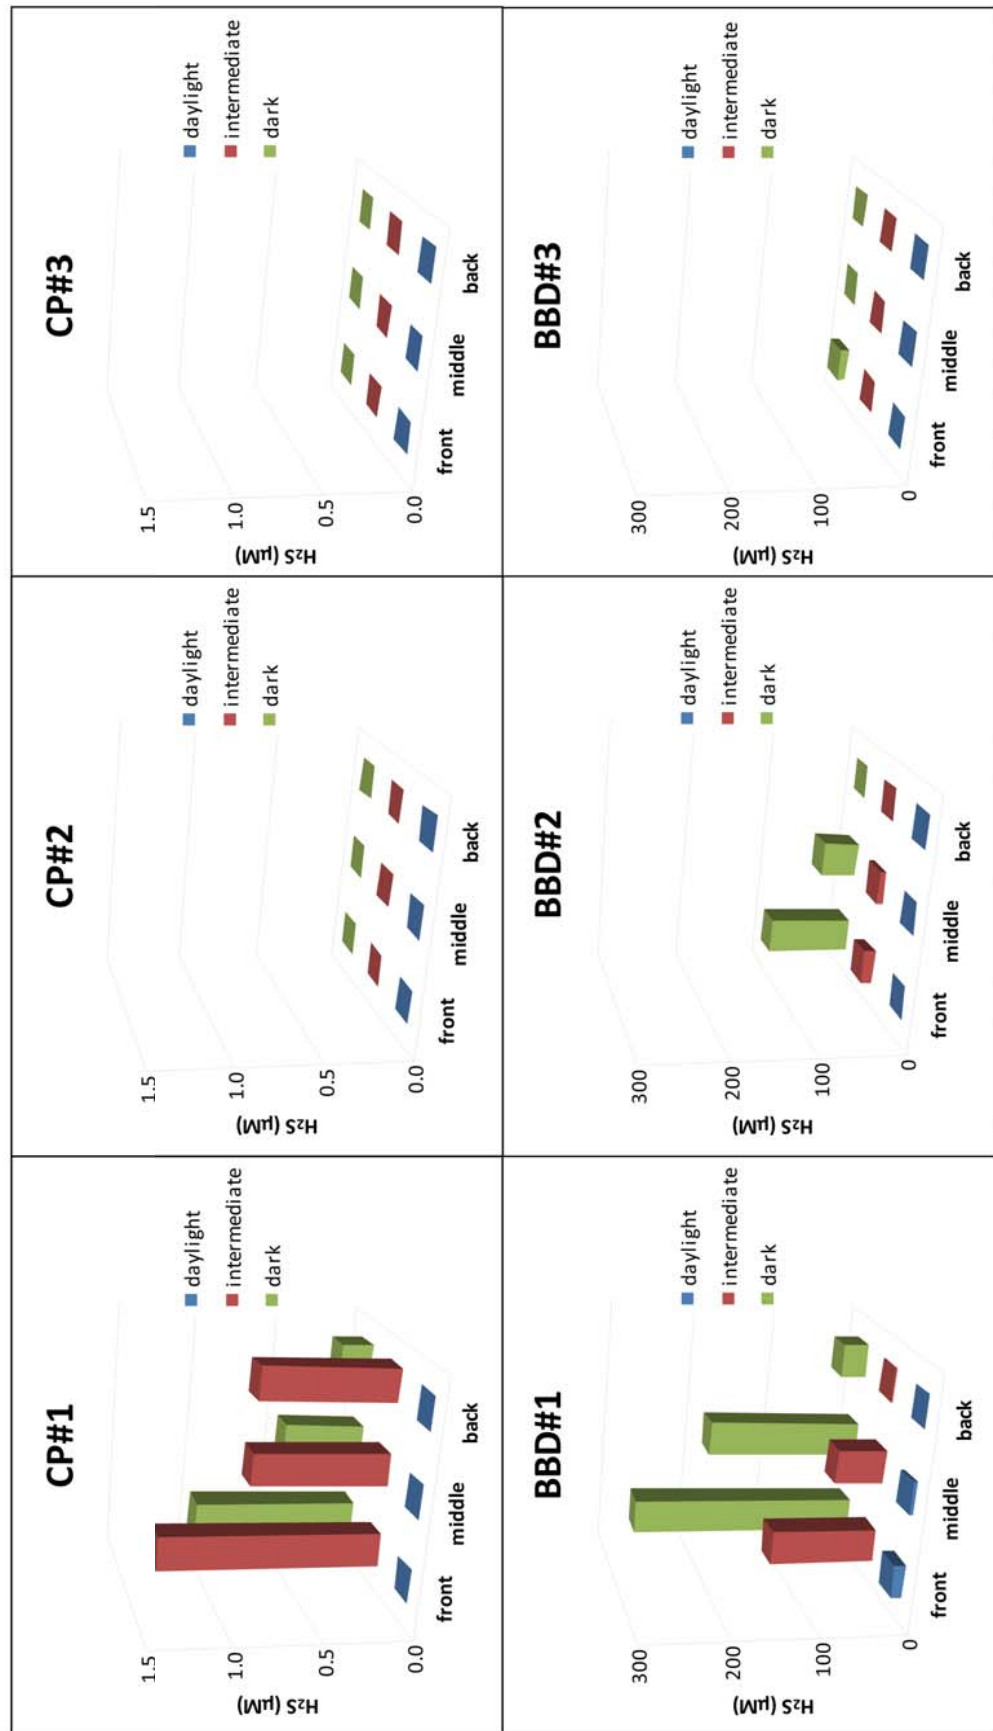 CP#1
H2S (µM)
1.5
1.0
0.5
0.0
front
middle
back
daylight
intermediate
dark
CP#2
H2S (µM)
1.5
1.0
0.5
0.0
front
middle
back
daylight
intermediate
dark
CP#3
H2S (µM)
1.5
1.0
0.5
0.0
front
middle
back
daylight
intermediate
dark
BBD#1
H2S (µM)
300
200
100
0
front
middle
back
daylight
intermediate
dark
BBD#2
H2S (µM)
300
200
100
0
front
middle
back
daylight
intermediate
dark
BBD#3
H2S (µM)
300
200
100
0
front
middle
back
daylight
intermediate
dark